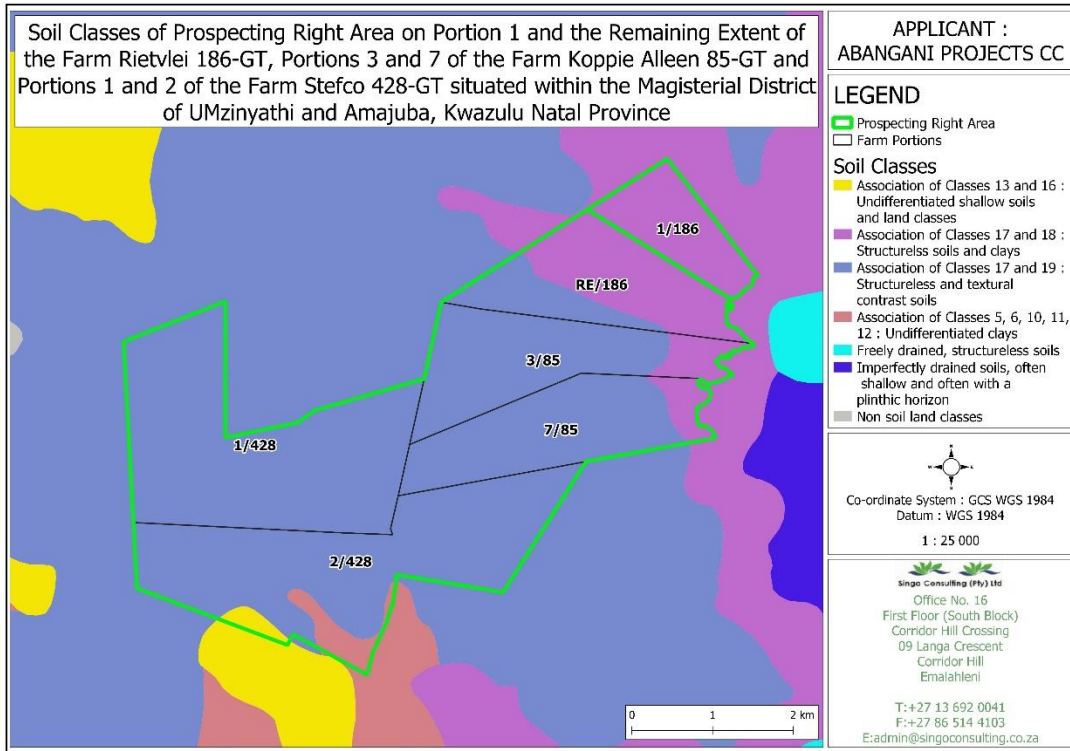 Soil Classes of Prospecting Right Area on Portion 1 and the Remaining Extent of
the Farm Rietvlei 186-GT, Portions 3 and 7 of the Farm Koppie Alleen 85-GT and
Portions 1 and 2 of the Farm Stefco 428-GT situated within the Magisterial District
of UMzinyathi and Amajuba, Kwazulu Natal Province
1/186
RE/186
3/85
7/85
1/428
2/428
0 1 2 km
APPLICANT :
ABANGANI PROJECTS CC
LEGEND
Prospecting Right Area
Farm Portions
Soil Classes
Association of Classes 13 and 16 :
Undifferentiated shallow soils
and land classes
Association of Classes 17 and 18 :
Structurelss soils and clays
Association of Classes 17 and 19 :
Structureless and textural
contrast soils
Association of Classes 5, 6, 10, 11,
12 : Undifferentiated clays
Freely drained, structureless soils
Imperfectly drained soils, often
shallow and often with a
plinthic horizon
Non soil land classes
N
W E
S
Co-ordinate System : GCS WGS 1984
Datum : WGS 1984
1 : 25 000
Singo Consulting (Pty) Ltd
Office No. 16
First Floor (South Block)
Corridor Hill Crossing
09 Langa Crescent
Corridor Hill
Emalahleni
T:+27 13 692 0041
F:+27 86 514 4103
E:admin@singoconsulting.co.za